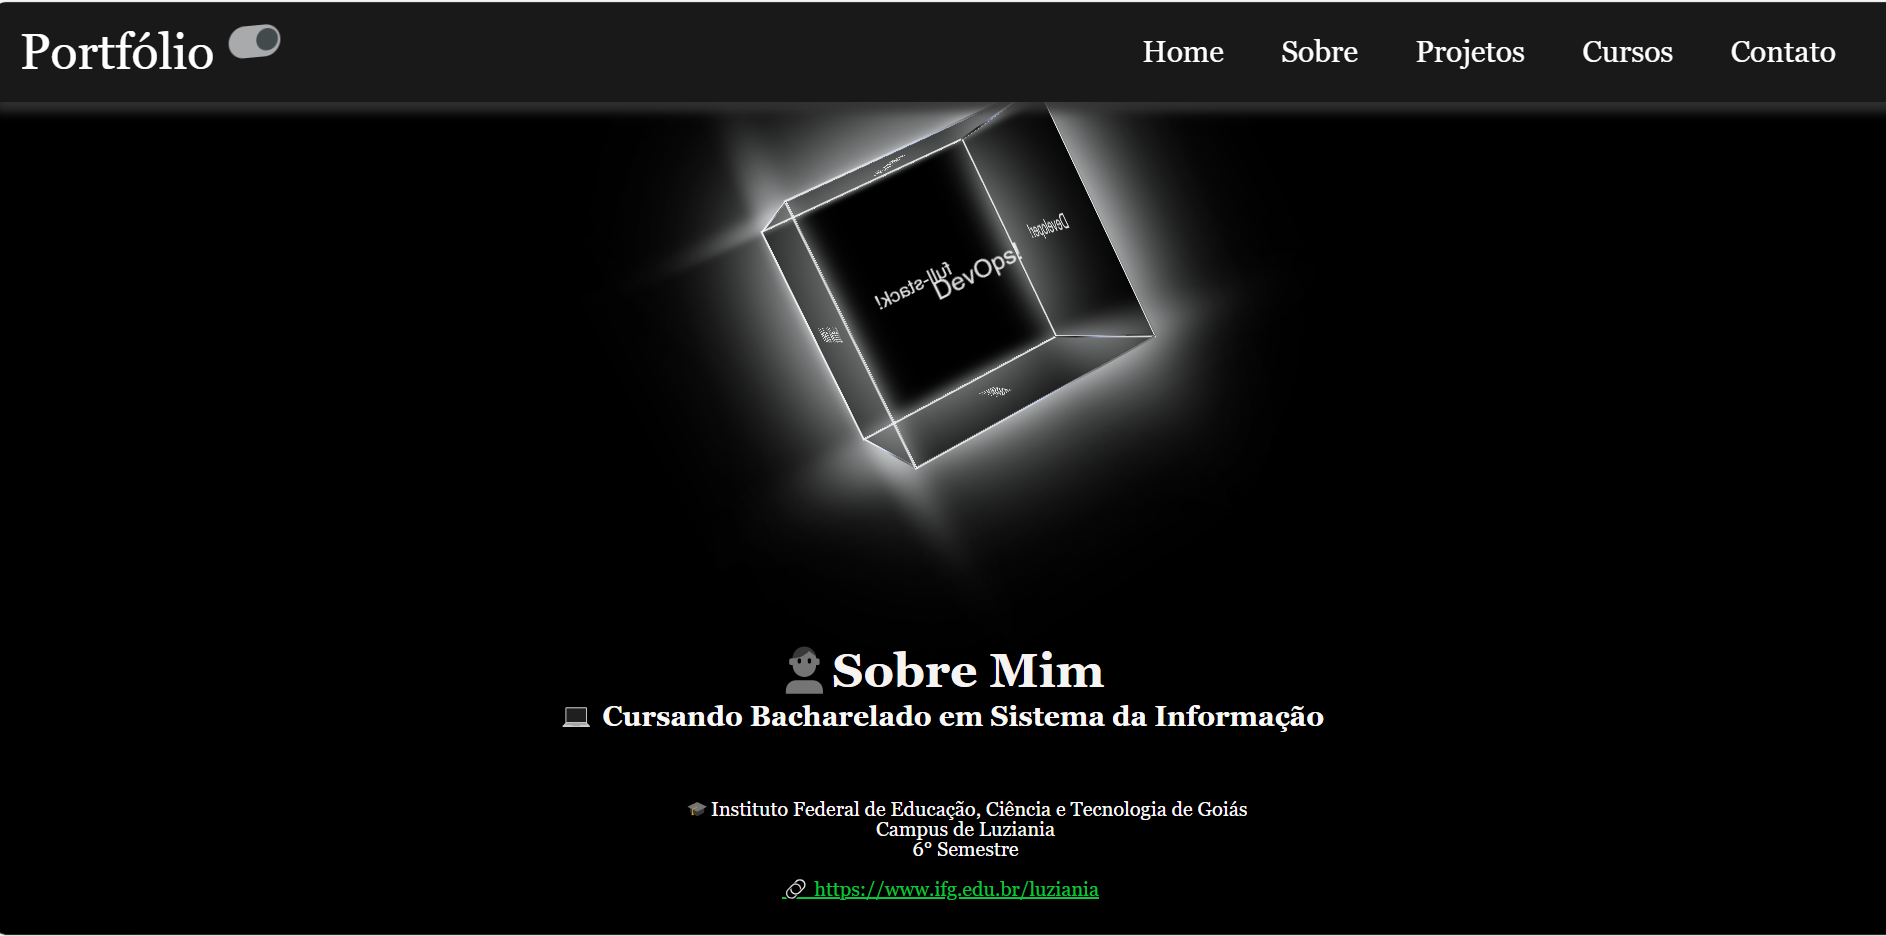 Portfólio
Home
Sobre
Projetos
Cursos
Contato
Developer!
full-stack!
DevOps!
Sobre Mim
Cursando Bacharelado em Sistema da Informação
Instituto Federal de Educação, Ciência e Tecnologia de Goiás
Campus de Luziania
6° Semestre
https://www.ifg.edu.br/luziania